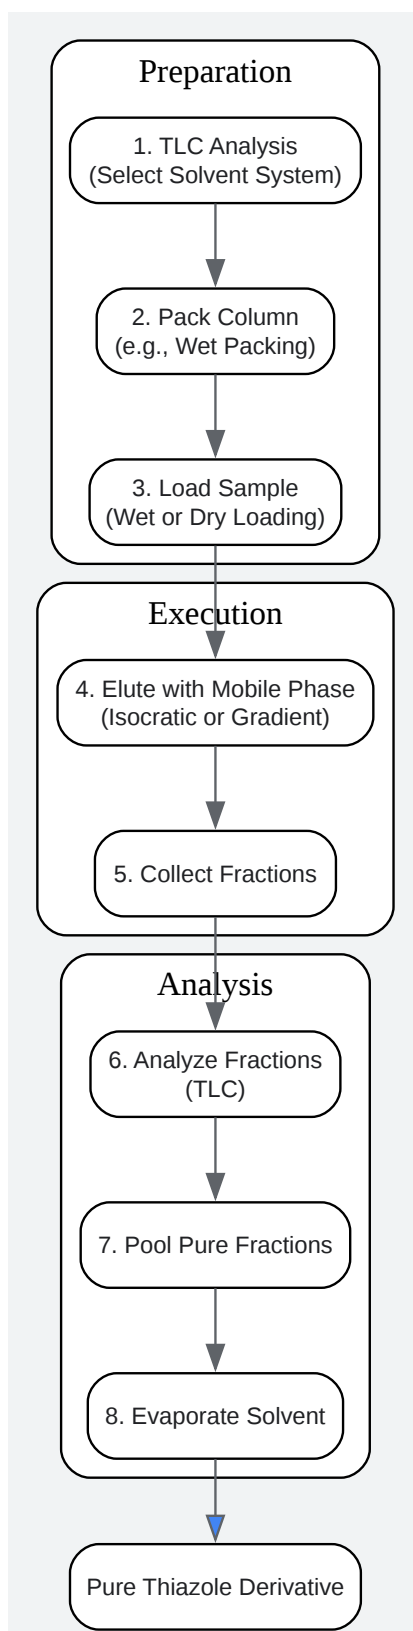 Preparation
1. TLC Analysis
(Select Solvent System)
2. Pack Column
(e.g., Wet Packing)
3. Load Sample
(Wet or Dry Loading)
Execution
4. Elute with Mobile Phase
(Isocratic or Gradient)
5. Collect Fractions
Analysis
6. Analyze Fractions
(TLC)
7. Pool Pure Fractions
8. Evaporate Solvent
Pure Thiazole Derivative